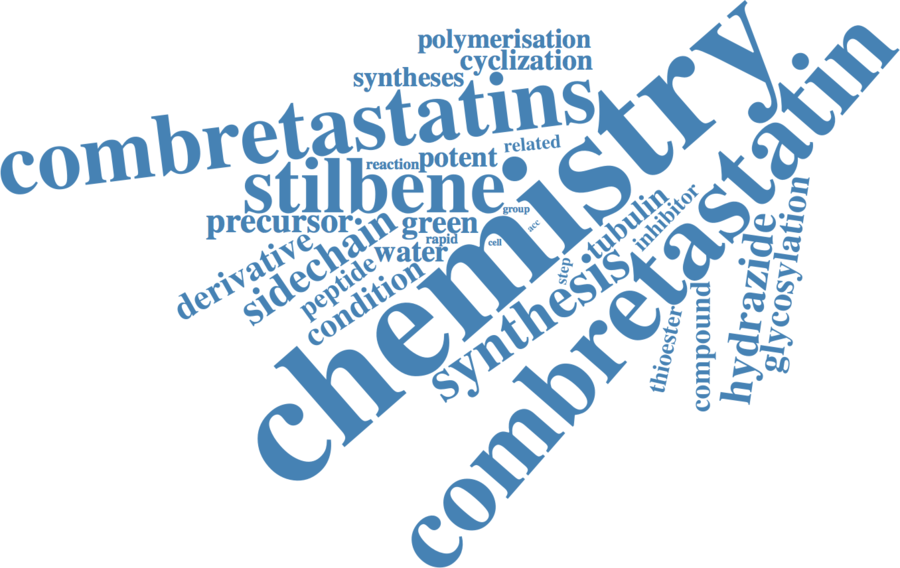 polymerisation
cyclization
syntheses
combretastatins
chemistry
combretastatin
related
reaction
potent
stilbene
group
precursor
green
acc
rapid
cell
water
derivative
sidechain
peptide
condition
tubulin
inhibitor
step
synthesis
thioester
compound
hydrazide
glycosylation